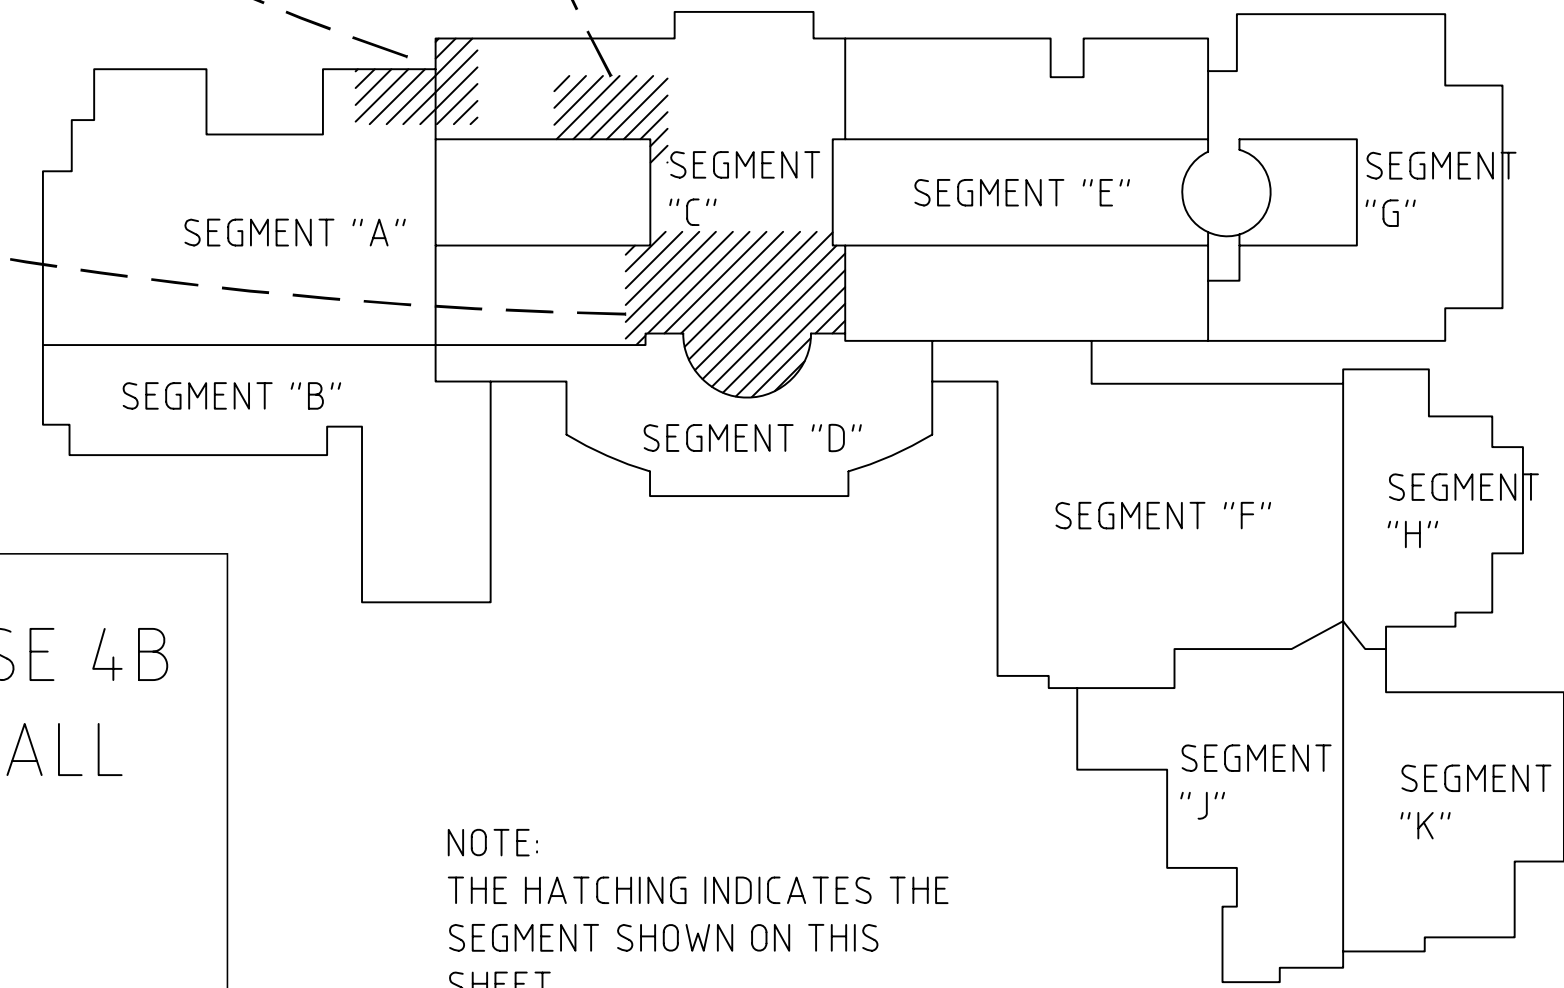 SEGMENT
"C"
SEGMENT "E"
SEGMENT
"G"
SEGMENT "A"
SEGMENT "B"
SEGMENT "D"
SEGMENT "F"
SEGMENT
"H"
SE 4B
ALL
SEGMENT
"J"
SEGMENT
"K"
NOTE:
THE HATCHING INDICATES THE
SEGMENT SHOWN ON THIS
SHEET